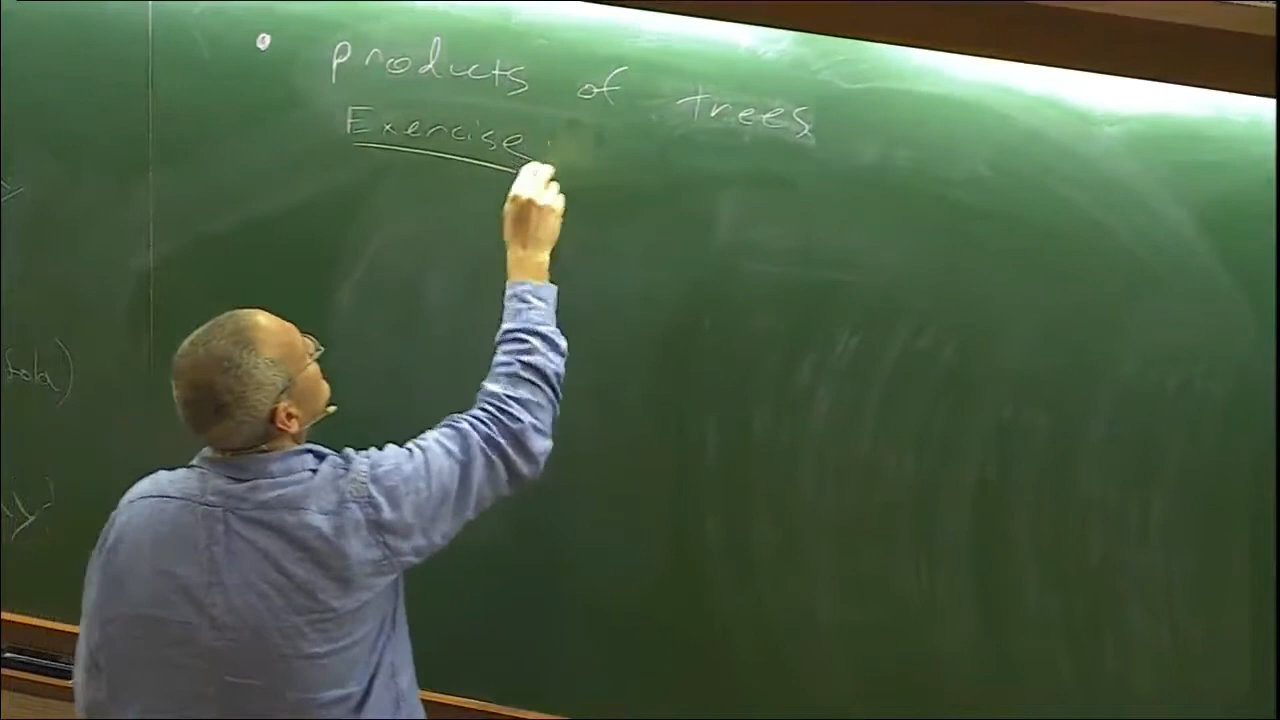 • products of trees
Exercise